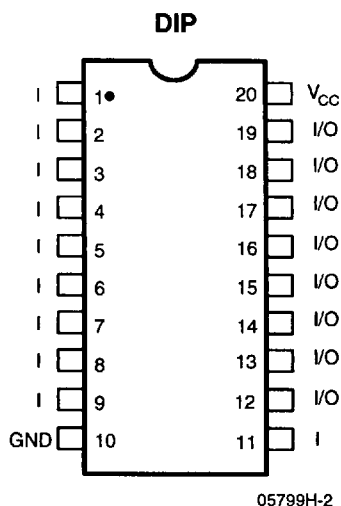 DIP
I 1 20 VCC
I 2 19 I/O
I 3 18 I/O
I 4 17 I/O
I 5 16 I/O
I 6 15 I/O
I 7 14 I/O
I 8 13 I/O
I 9 12 I/O
GND 10 11 I
05799H-2